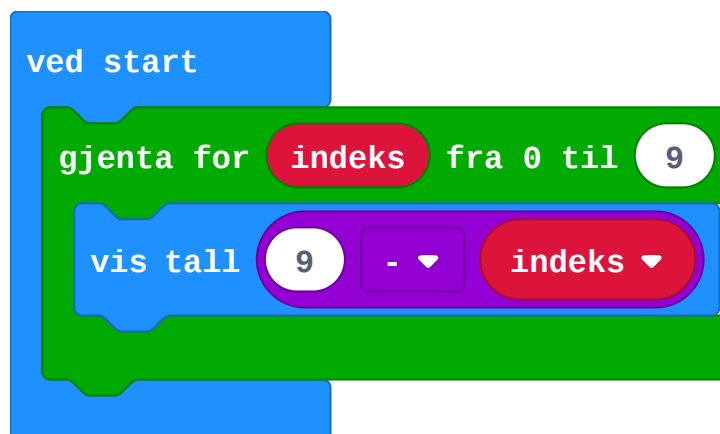 ved start
gjenta for indeks fra 0 til 9
vis tall 9 - indeks